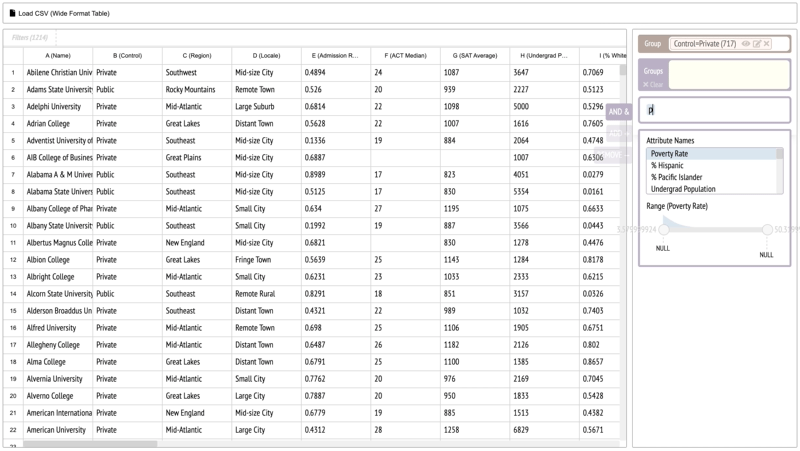 Load CSV (Wide Format Table)
Filters (1214)
A (Name) B (Control) C (Region) D (Locale) E (Admission R... F (ACT Median) G (SAT Average) H (Undergrad P... I (% White
1 Abilene Christian Univ Private Southwest Mid-size City 0.4894 24 1087 3647 0.7069
2 Adams State University Public Rocky Mountains Remote Town 0.526 20 939 2227 0.5123
3 Adelphi University Private Mid-Atlantic Large Suburb 0.6814 22 1098 5000 0.5296
4 Adrian College Private Great Lakes Distant Town 0.5628 22 1007 1616 0.7605
5 Adventist University of Private Southeast Mid-size City 0.1336 19 884 2064 0.4748
6 AIB College of Busines Private Great Plains Mid-size City 0.6887 1007 0.6306
7 Alabama A & M Univer Public Southeast Mid-size City 0.8989 17 823 4051 0.0279
8 Alabama State Univers Public Southeast Mid-size City 0.5125 17 830 5354 0.0161
9 Albany College of Phar Private Mid-Atlantic Small City 0.634 27 1195 1075 0.6633
10 Albany State University Public Southeast Small City 0.1992 19 887 3566 0.0443
11 Albertus Magnus Colle Private New England Mid-size City 0.6821 830 1278 0.4476
12 Albion College Private Great Lakes Fringe Town 0.5639 25 1143 1284 0.8178
13 Albright College Private Mid-Atlantic Small City 0.6231 23 1033 2333 0.6215
14 Alcorn State University Public Southeast Remote Rural 0.8291 18 851 3157 0.0326
15 Alderson Broaddus Un Private Southeast Distant Town 0.4321 22 989 1032 0.7403
16 Alfred University Private Mid-Atlantic Remote Town 0.698 25 1106 1905 0.6751
17 Allegheny College Private Mid-Atlantic Distant Town 0.6487 26 1182 2126 0.802
18 Alma College Private Great Lakes Distant Town 0.6791 25 1100 1385 0.8657
19 Alvernia University Private Mid-Atlantic Small City 0.7762 20 976 2169 0.7045
20 Alverno College Private Great Lakes Large City 0.7887 20 950 1833 0.5428
21 American Internationa Private New England Mid-size City 0.6779 19 885 1513 0.4382
22 American University Private Mid-Atlantic Large City 0.4312 28 1258 6829 0.5671
Group Control=Private (717)
Groups
Clear
AND &
p
Attribute Names
Poverty Rate
% Hispanic
% Pacific Islander
Undergrad Population
Range (Poverty Rate)
NULL
NULL